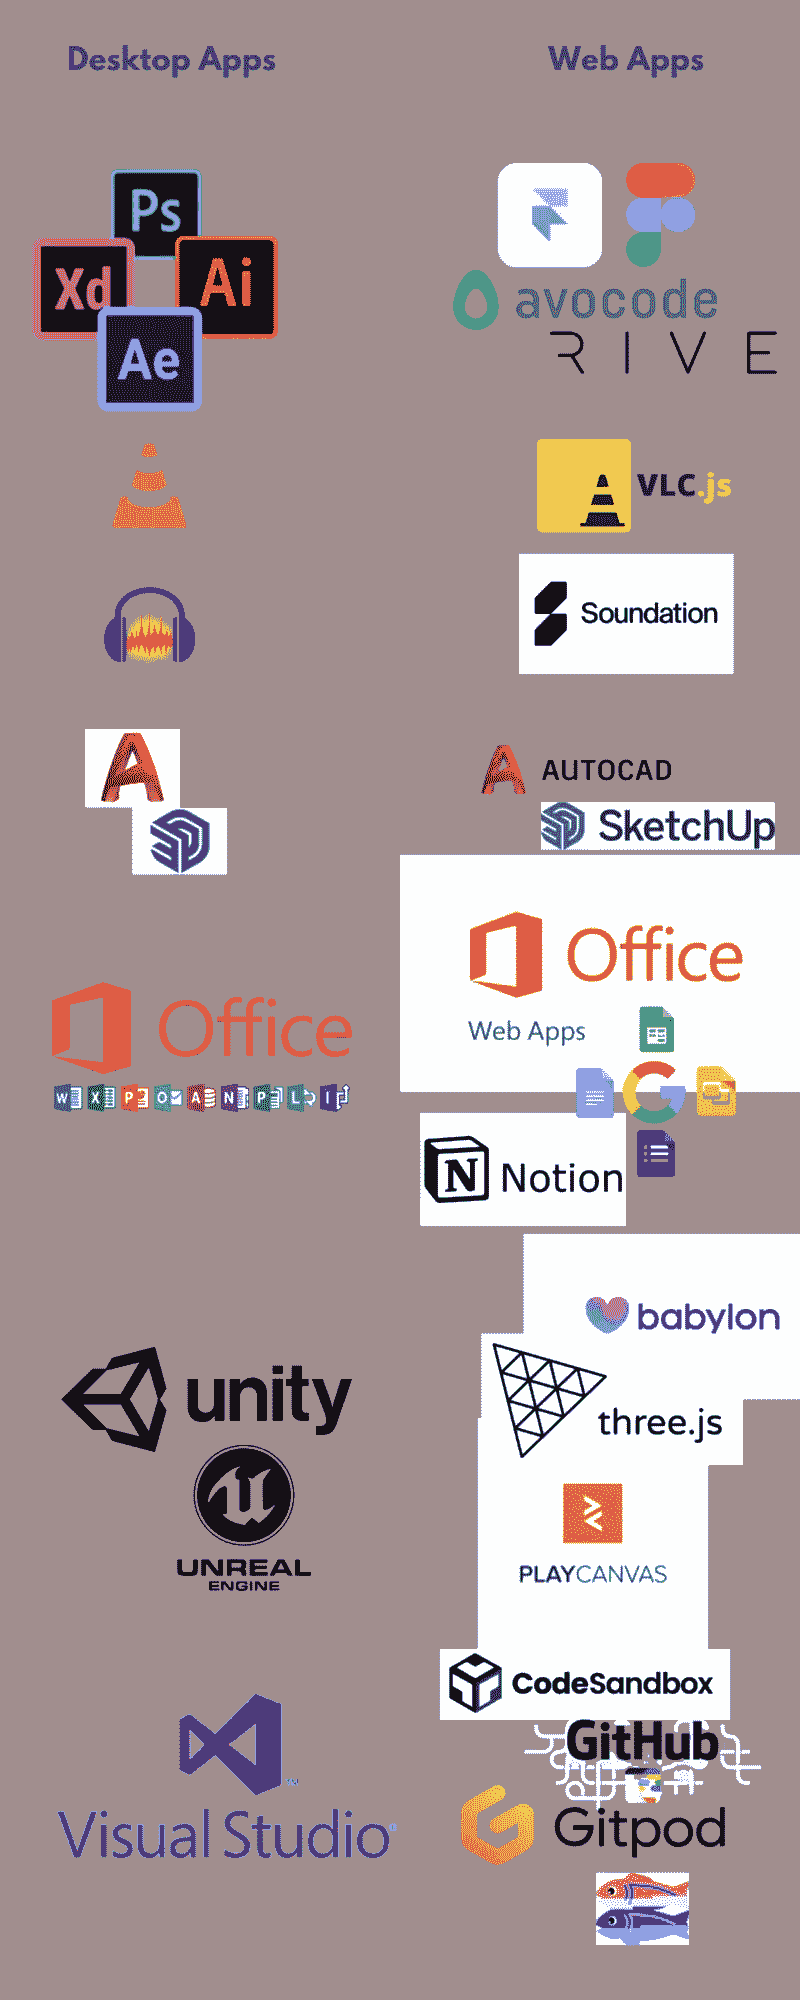 Desktop Apps
Web Apps
Ps
Xd
Ai
Ae
avocode
RIVE
VLC.js
Soundation
AUTOCAD
SketchUp
Office
Web Apps
Office
W X P O A N P L I
G
N Notion
babylon
unity
three.js
UNREAL
ENGINE
PLAYCANVAS
CodeSandbox
GitHub
Visual Studio
Gitpod